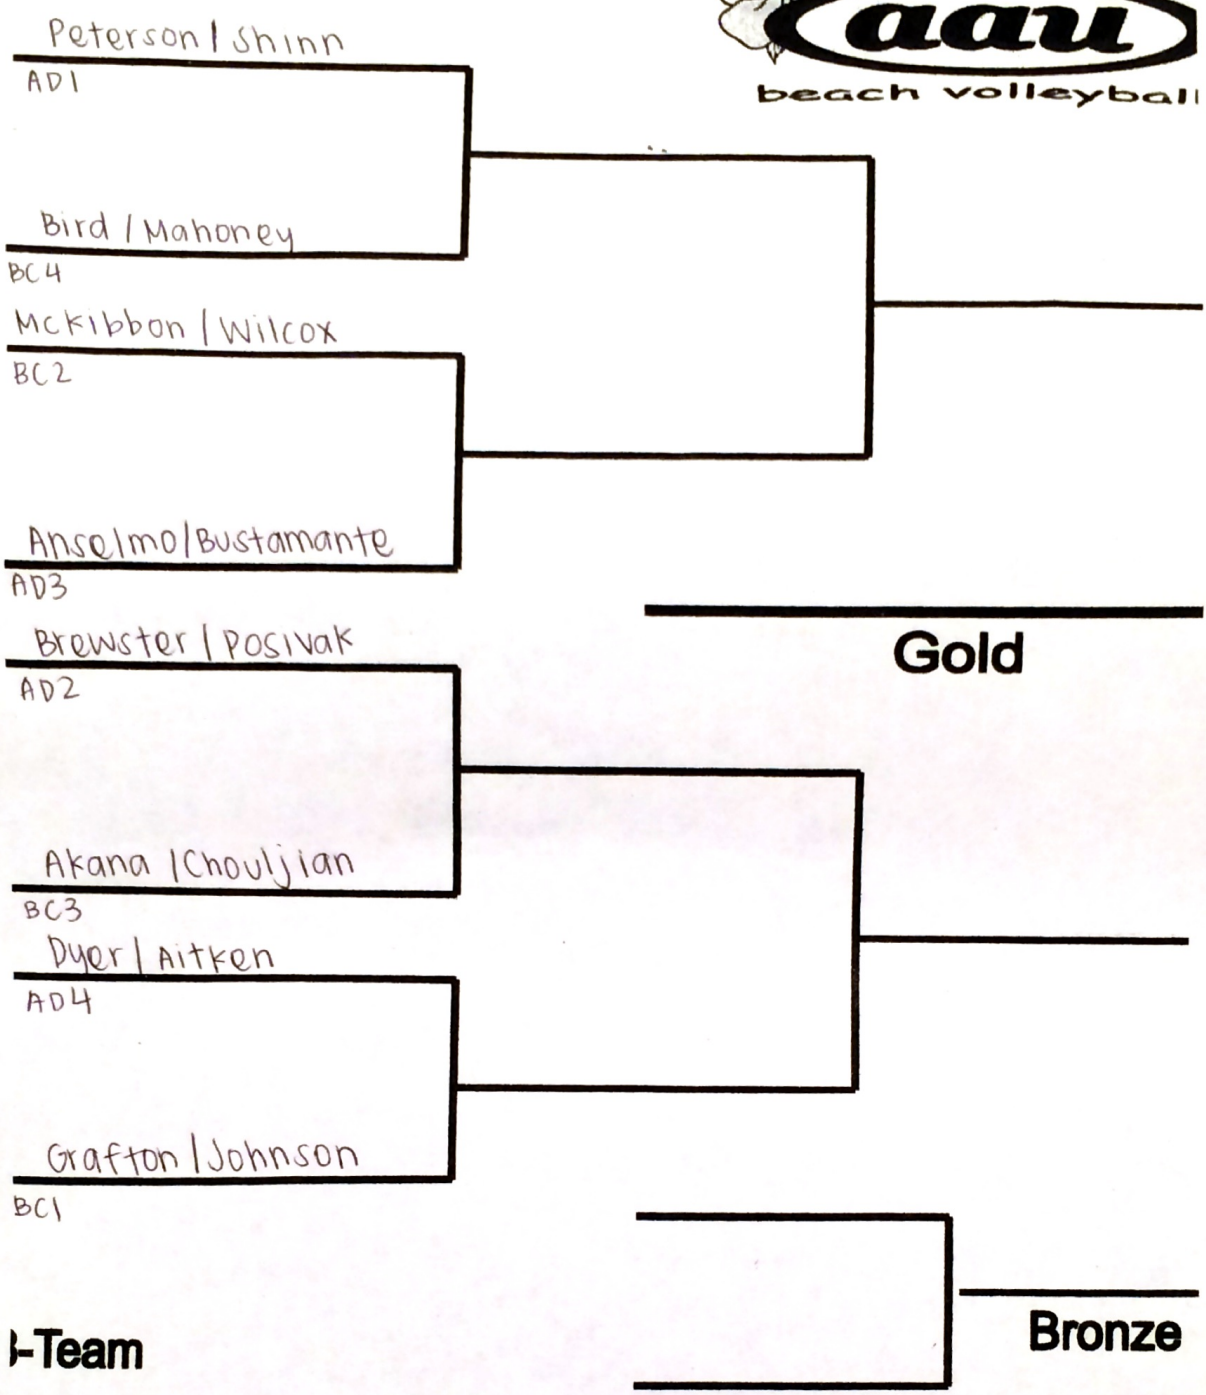 Peterson / Shinn
aau
beach volleyball
AD1
Bird / Mahoney
BC4
McKibbon / Wilcox
BC2
Anselmo/Bustamante
AD3
Gold
Brewster / Posivak
AD2
Akana / Chouljian
BC3
Dyer / Aitken
AD4
Grafton / Johnson
BC1
Bronze
-Team